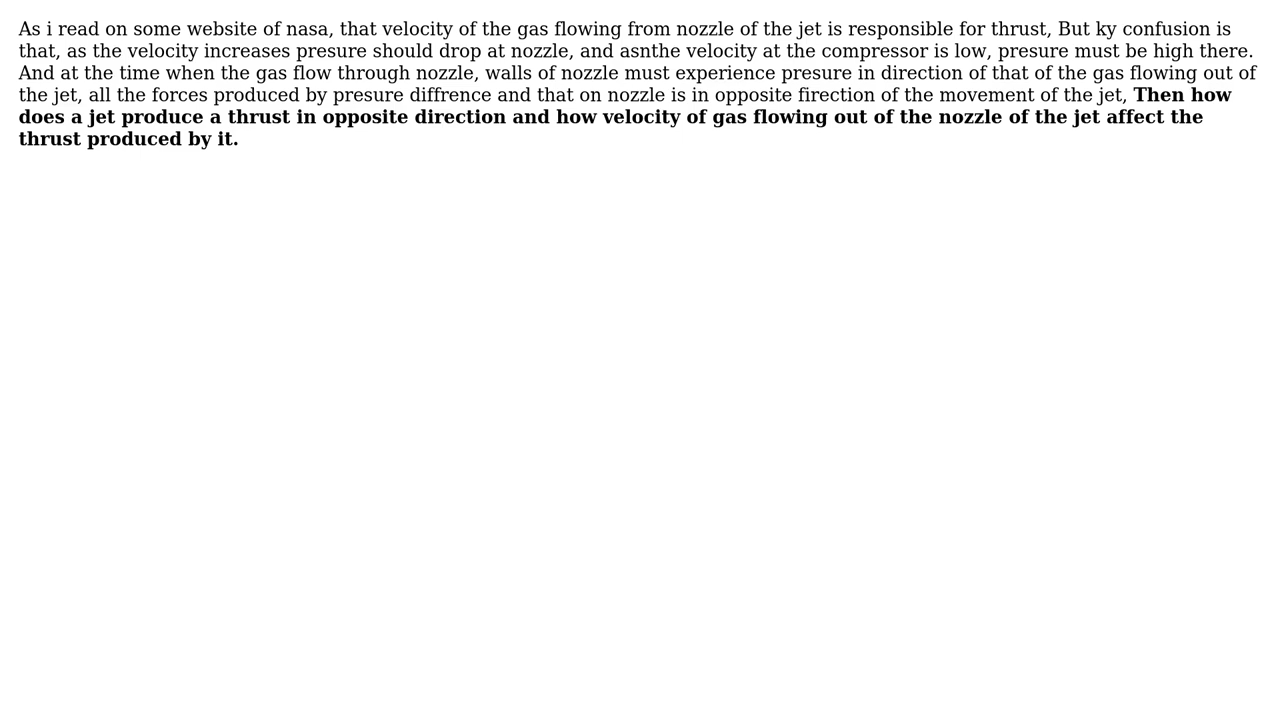 As i read on some website of nasa, that velocity of the gas flowing from nozzle of the jet is responsible for thrust, But ky confusion is
that, as the velocity increases presure should drop at nozzle, and asnthe velocity at the compressor is low, presure must be high there.
And at the time when the gas flow through nozzle, walls of nozzle must experience presure in direction of that of the gas flowing out of
the jet, all the forces produced by presure diffrence and that on nozzle is in opposite firection of the movement of the jet, Then how
does a jet produce a thrust in opposite direction and how velocity of gas flowing out of the nozzle of the jet affect the
thrust produced by it.